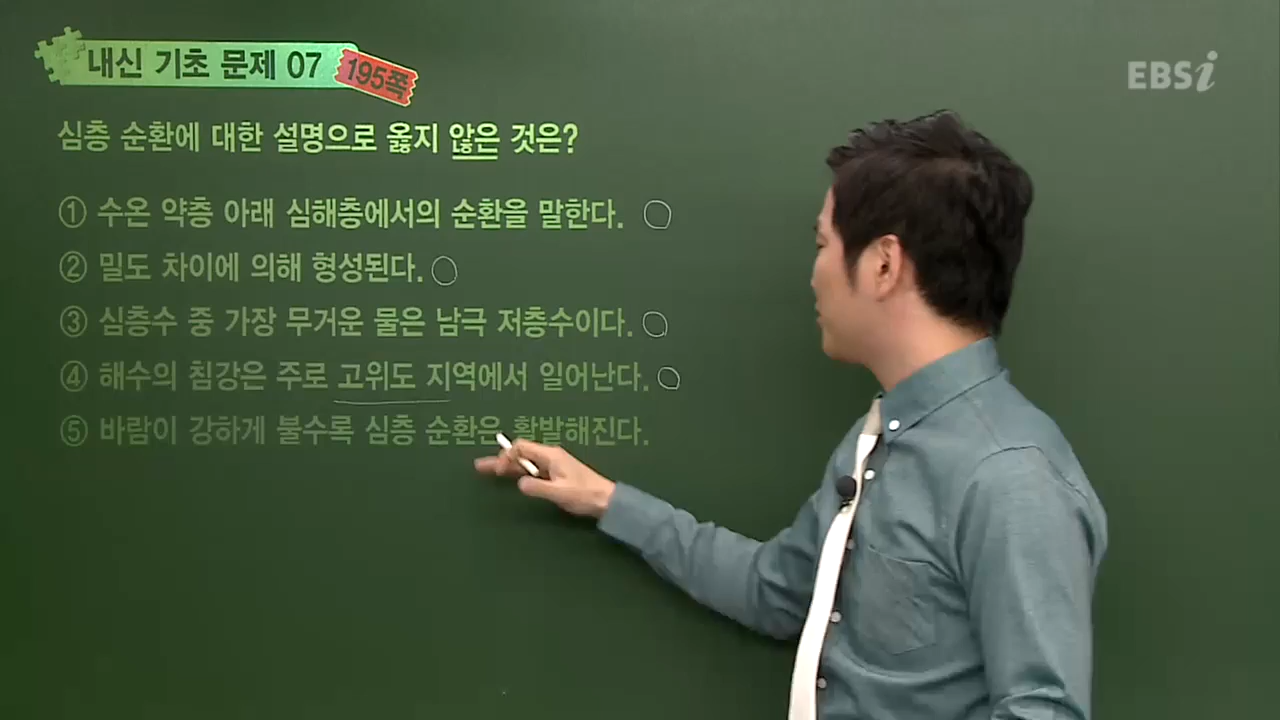 내신 기초 문제 07
195쪽
EBSi
심층 순환에 대한 설명으로 옳지 않은 것은?
① 수온 약층 아래 심해층에서의 순환을 말한다. ○
② 밀도 차이에 의해 형성된다. ○
③ 심층수 중 가장 무거운 물은 남극 저층수이다. ○
④ 해수의 침강은 주로 고위도 지역에서 일어난다. ○
⑤ 바람이 강하게 불수록 심층 순환은 활발해진다.